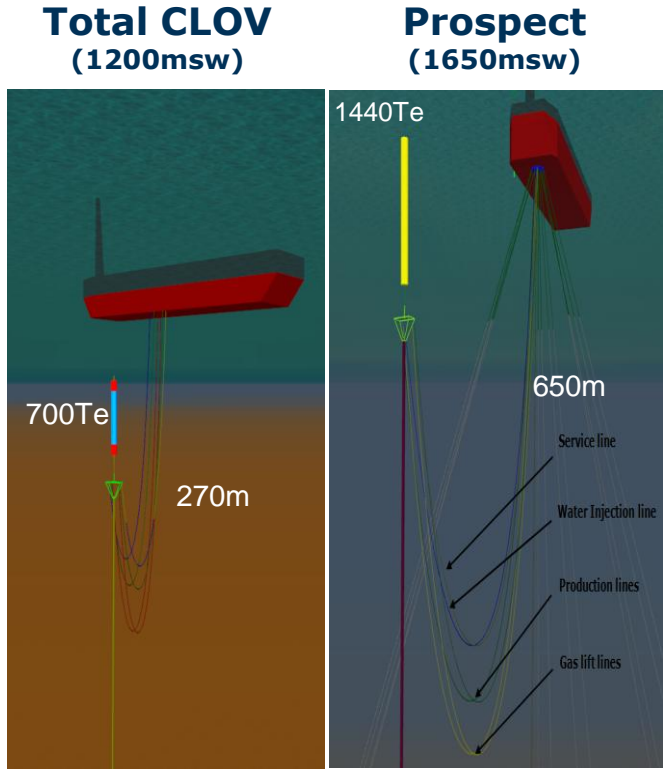 Total CLOV
(1200msw)
Prospect
(1650msw)
700Te
270m
1440Te
650m
Service line
Water Injection line
Production lines
Gas lift lines